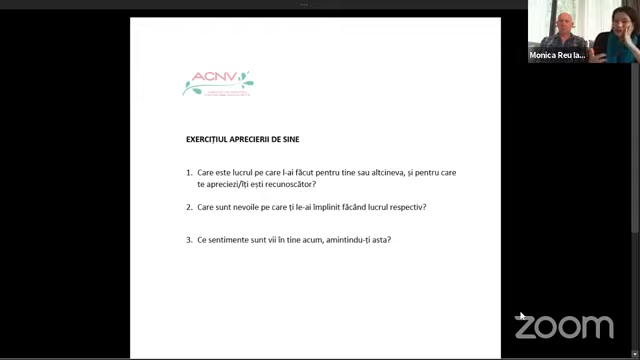 Monica Reu la...
ACNV
EXERCIȚIUL APRECIERII DE SINE
1. Care este lucrul pe care l-ai făcut pentru tine sau altcineva, și pentru care
te apreciezi/îți ești recunoscător?
2. Care sunt nevoile pe care ți le-ai împlinit făcând lucrul respectiv?
3. Ce sentimente sunt vii în tine acum, amintindu-ți asta?
zoom